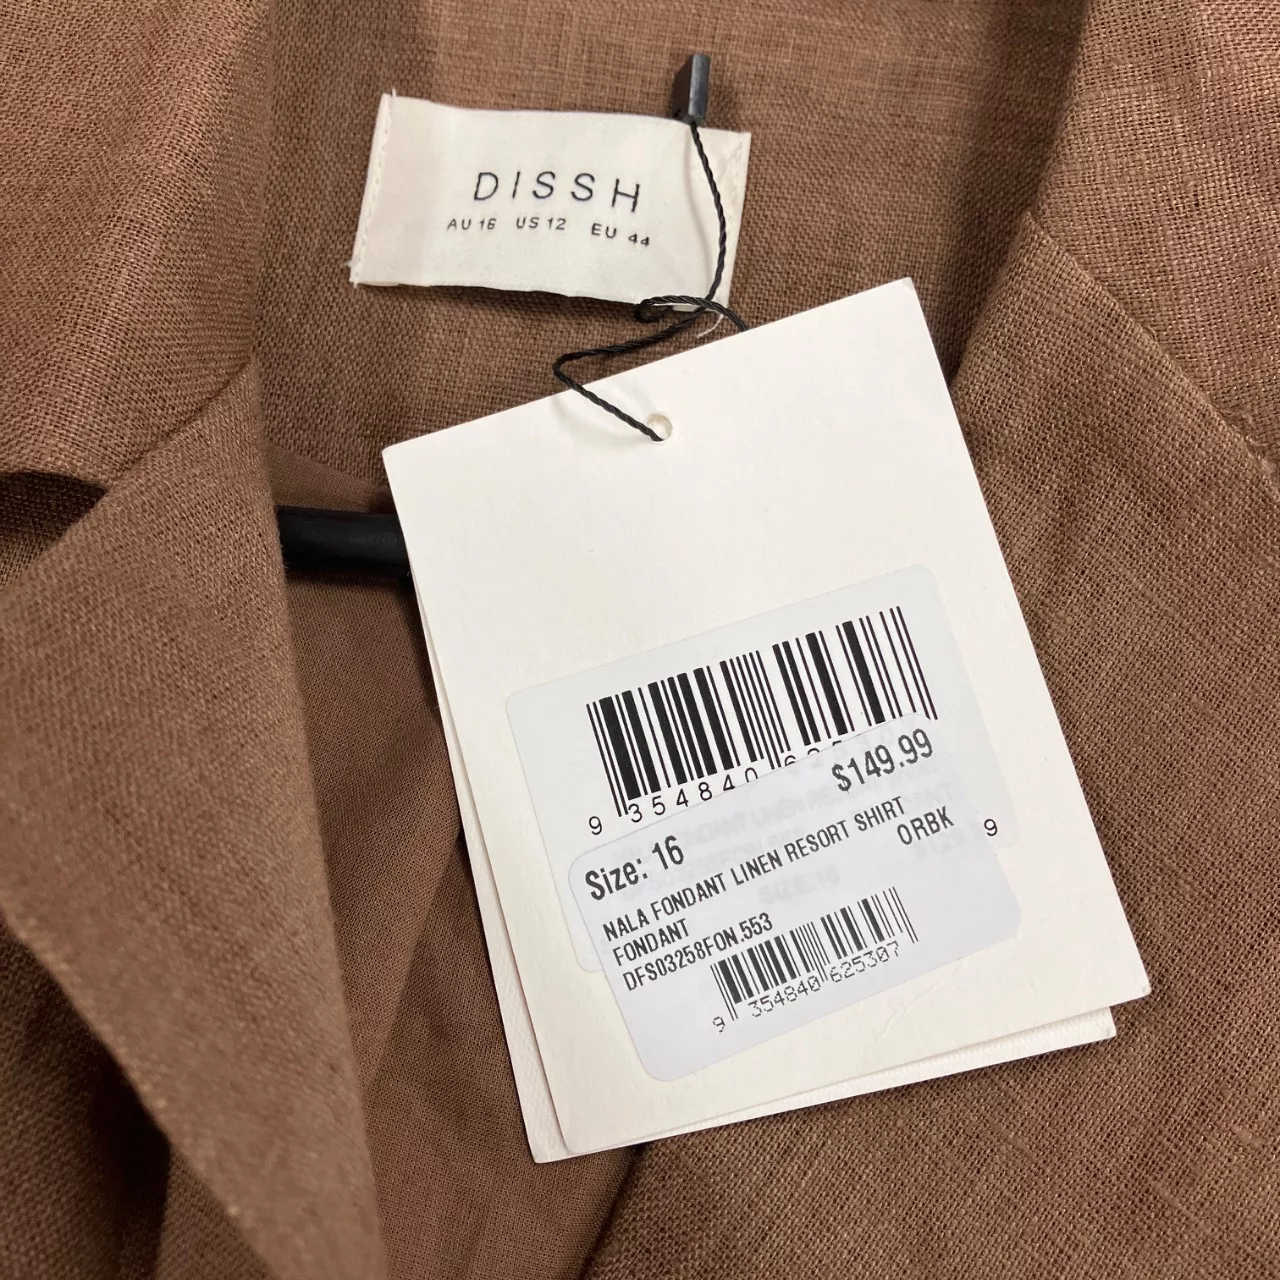 DISSH
AU 16 US 12 EU 44
9 354840
$149.99
Size: 16
NALA FONDANT LINEN RESORT SHIRT
FONDANT 0RBK 9
DFS03258FON.553
9 354840 625307